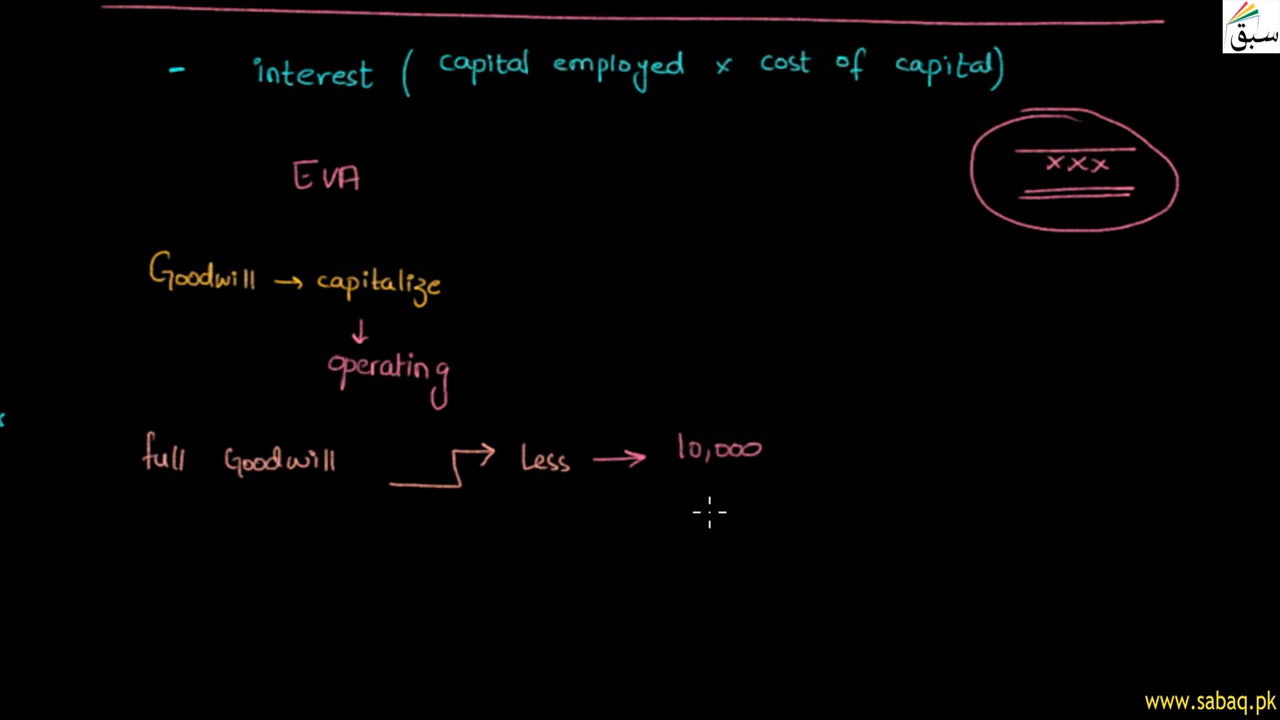 سبق
- interest ( capital employed x cost of capital)
xxx
EVA
Goodwill → capitalize
↓
operating
full Goodwill → Less → 10,000
www.sabaq.pk